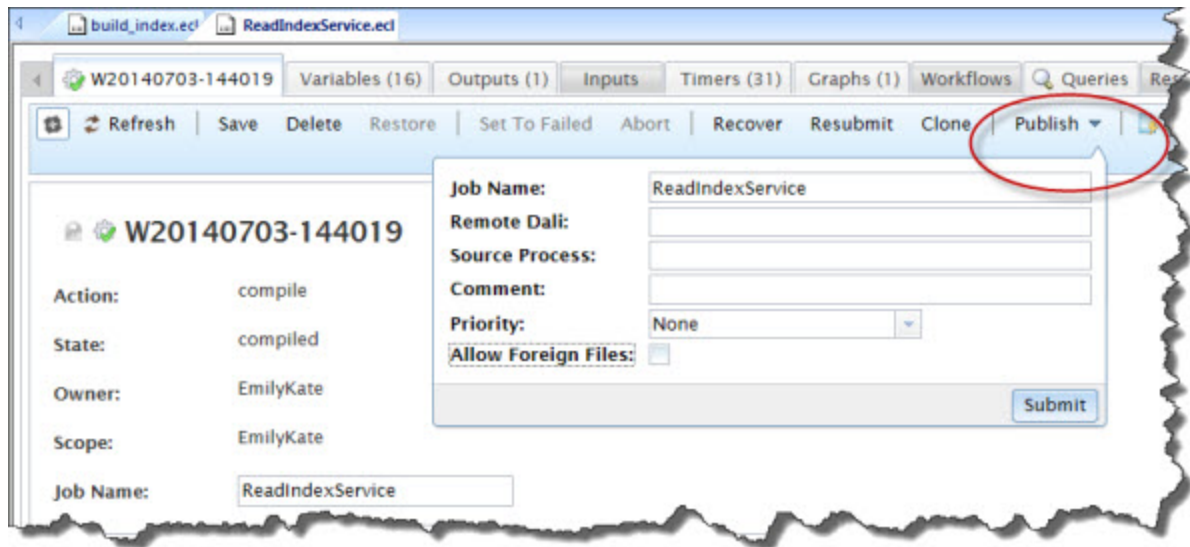 build_index.ecl ReadIndexService.ecl
W20140703-144019 Variables (16) Outputs (1) Inputs Timers (31) Graphs (1) Workflows Queries
Refresh Save Delete Restore Set To Failed Abort Recover Resubmit Clone Publish
Job Name: ReadIndexService
Remote Dali:
Source Process:
Comment:
Priority: None
Allow Foreign Files:
Submit
W20140703-144019
Action: compile
State: compiled
Owner: EmilyKate
Scope: EmilyKate
Job Name: ReadIndexService